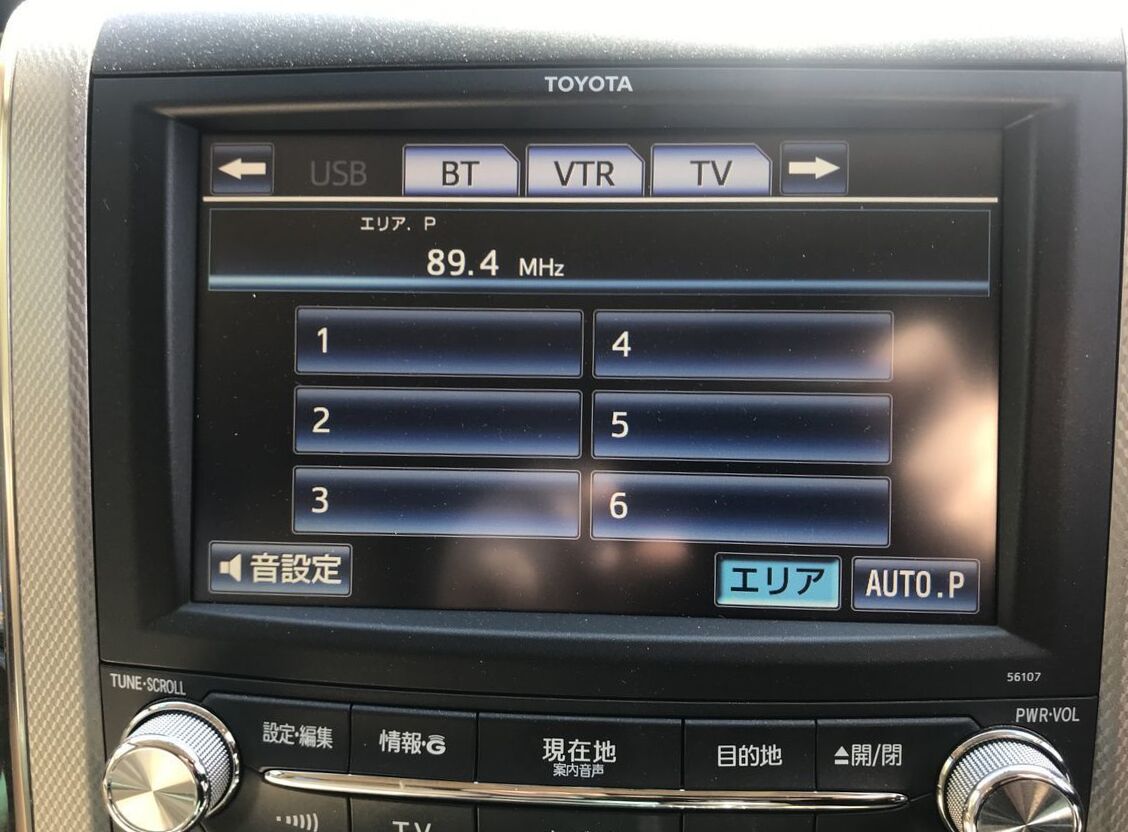 TOYOTA
USB BT VTR TV
エリア. P
89.4 MHz
1 4
2 5
3 6
音設定 エリア AUTO.P
56107
TUNE·SCROLL PWR·VOL
設定·編集 情報·G 現在地 目的地 ⏏開/閉
案内音声
TV